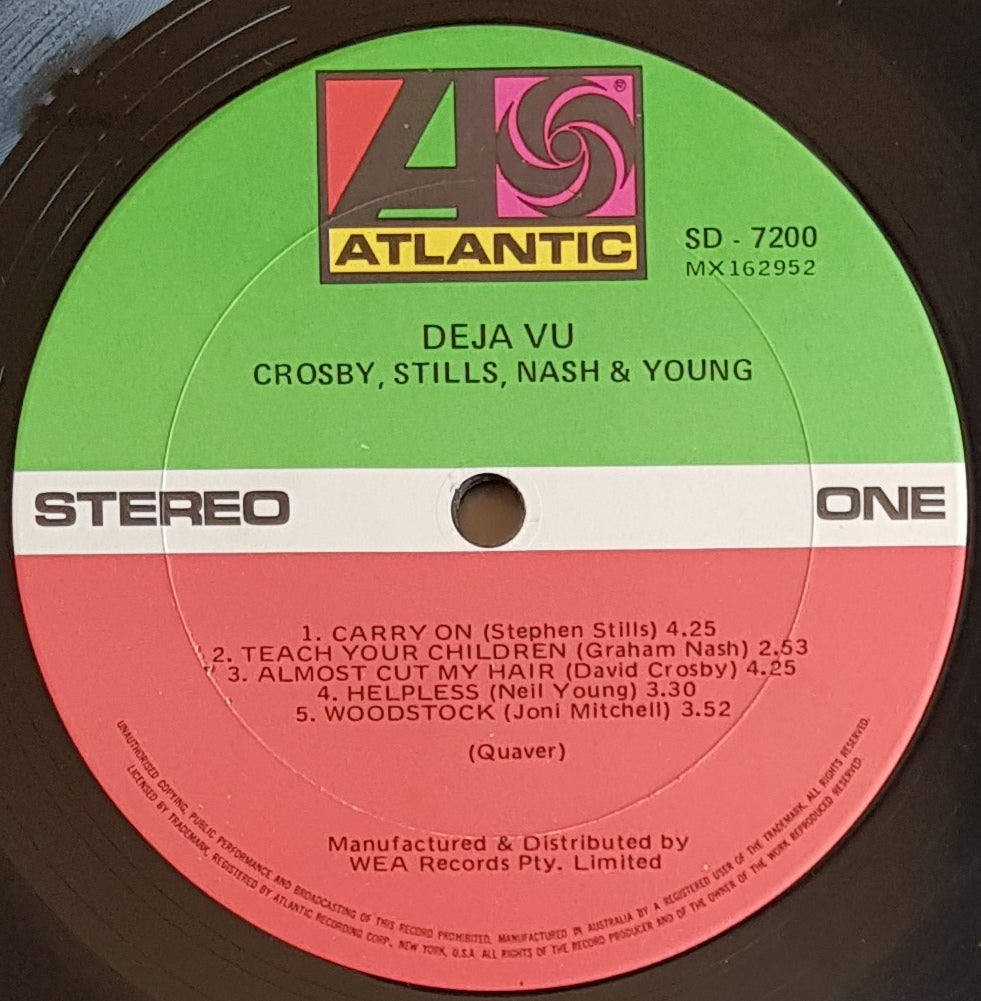 ®
ATLANTIC
SD - 7200
MX162952
DEJA VU
CROSBY, STILLS, NASH & YOUNG
STEREO
ONE
1. CARRY ON (Stephen Stills) 4.25
2. TEACH YOUR CHILDREN (Graham Nash) 2.53
3. ALMOST CUT MY HAIR (David Crosby) 4.25
4. HELPLESS (Neil Young) 3.30
5. WOODSTOCK (Joni Mitchell) 3.52
(Quaver)
Manufactured & Distributed by
WEA Records Pty. Limited
UNAUTHORISED COPYING, PUBLIC PERFORMANCE AND BROADCASTING OF THIS RECORD PROHIBITED. MANUFACTURED IN AUSTRALIA BY A REGISTERED USER OF THE TRADEMARK. ALL RIGHTS RESERVED.
LICENSED BY TRADEMARK, REGISTERED BY ATLANTIC RECORDING CORP., NEW YORK, U.S.A. ALL RIGHTS OF THE RECORD PRODUCER AND OF THE OWNER OF THE WORK REPRODUCED RESERVED.